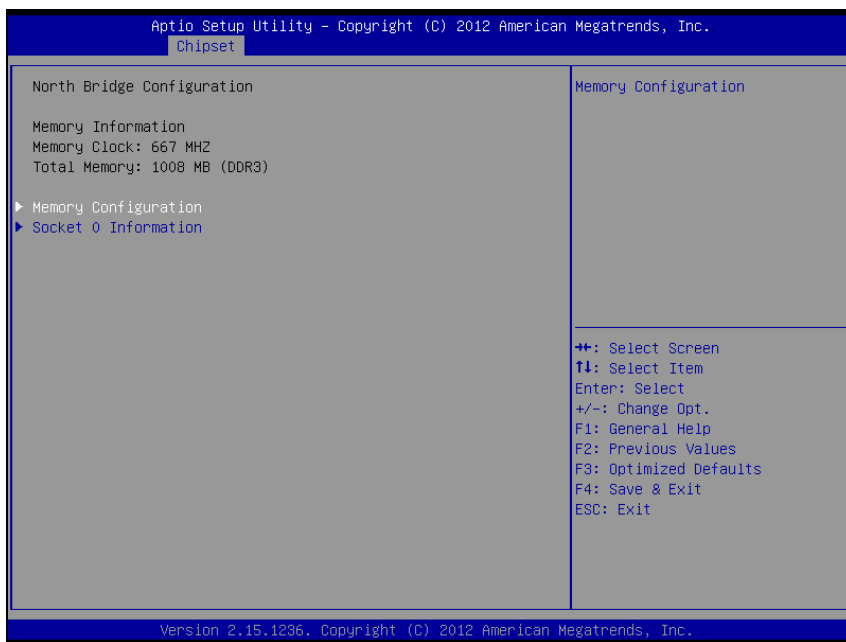 Aptio Setup Utility – Copyright (C) 2012 American Megatrends, Inc.
Chipset
North Bridge Configuration
Memory Information
Memory Clock: 667 MHZ
Total Memory: 1008 MB (DDR3)
► Memory Configuration
► Socket 0 Information
Memory Configuration
→←: Select Screen
↑↓: Select Item
Enter: Select
+/-: Change Opt.
F1: General Help
F2: Previous Values
F3: Optimized Defaults
F4: Save & Exit
ESC: Exit
Version 2.15.1236. Copyright (C) 2012 American Megatrends, Inc.